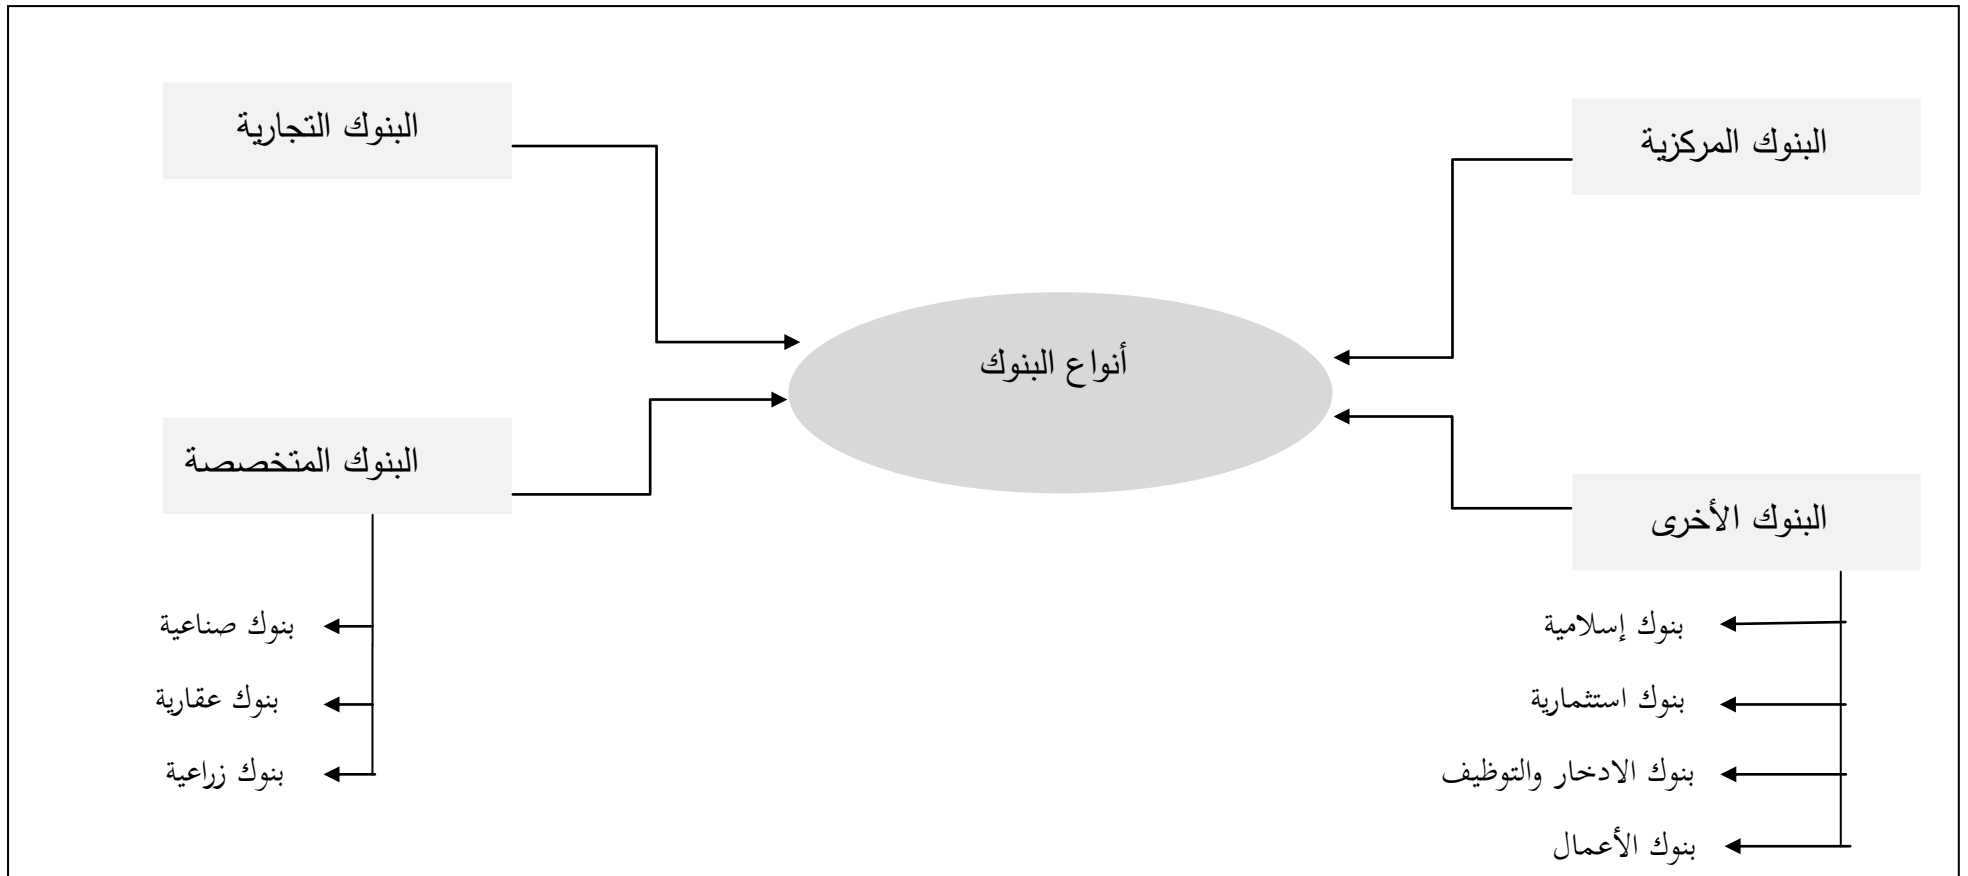 البنوك المركزية
البنوك التجارية
أنواع البنوك
البنوك الأخرى
بنوك إسلامية
بنوك استثمارية
بنوك الادخار والتوظيف
بنوك الأعمال
البنوك المتخصصة
بنوك صناعية
بنوك عقارية
بنوك زراعية